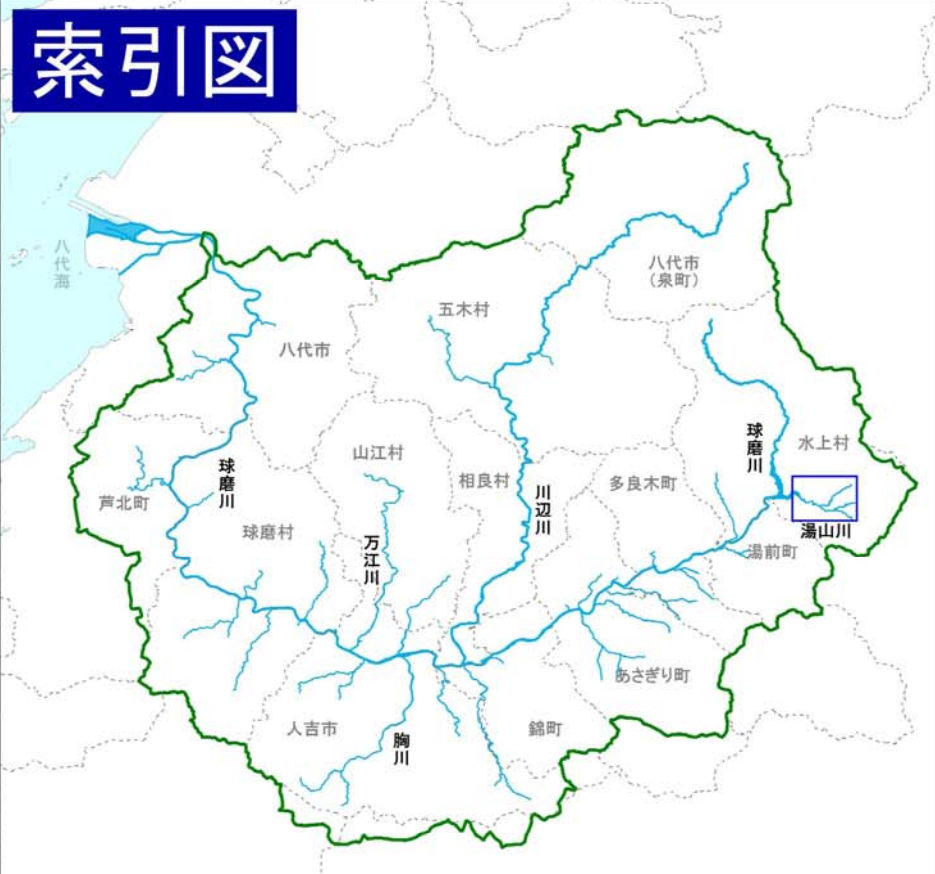 索引図
八代海
八代市
（泉町）
五木村
八代市
球磨川
水上村
山江村
相良村
多良木町
球磨川
川辺川
芦北町
球磨村
万江川
湯山川
湯前町
あさぎり町
人吉市
胸川
錦町